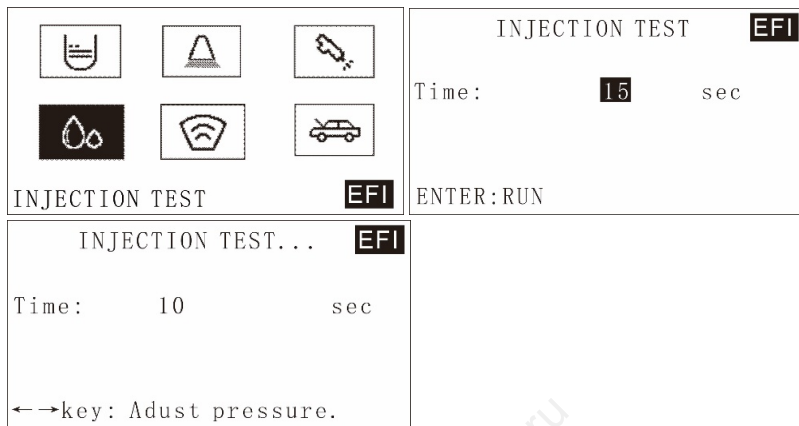 INJECTION TEST EFI
INJECTION TEST EFI
Time: 15 sec
ENTER:RUN
INJECTION TEST... EFI
Time: 10 sec
←→key: Adust pressure.
ru